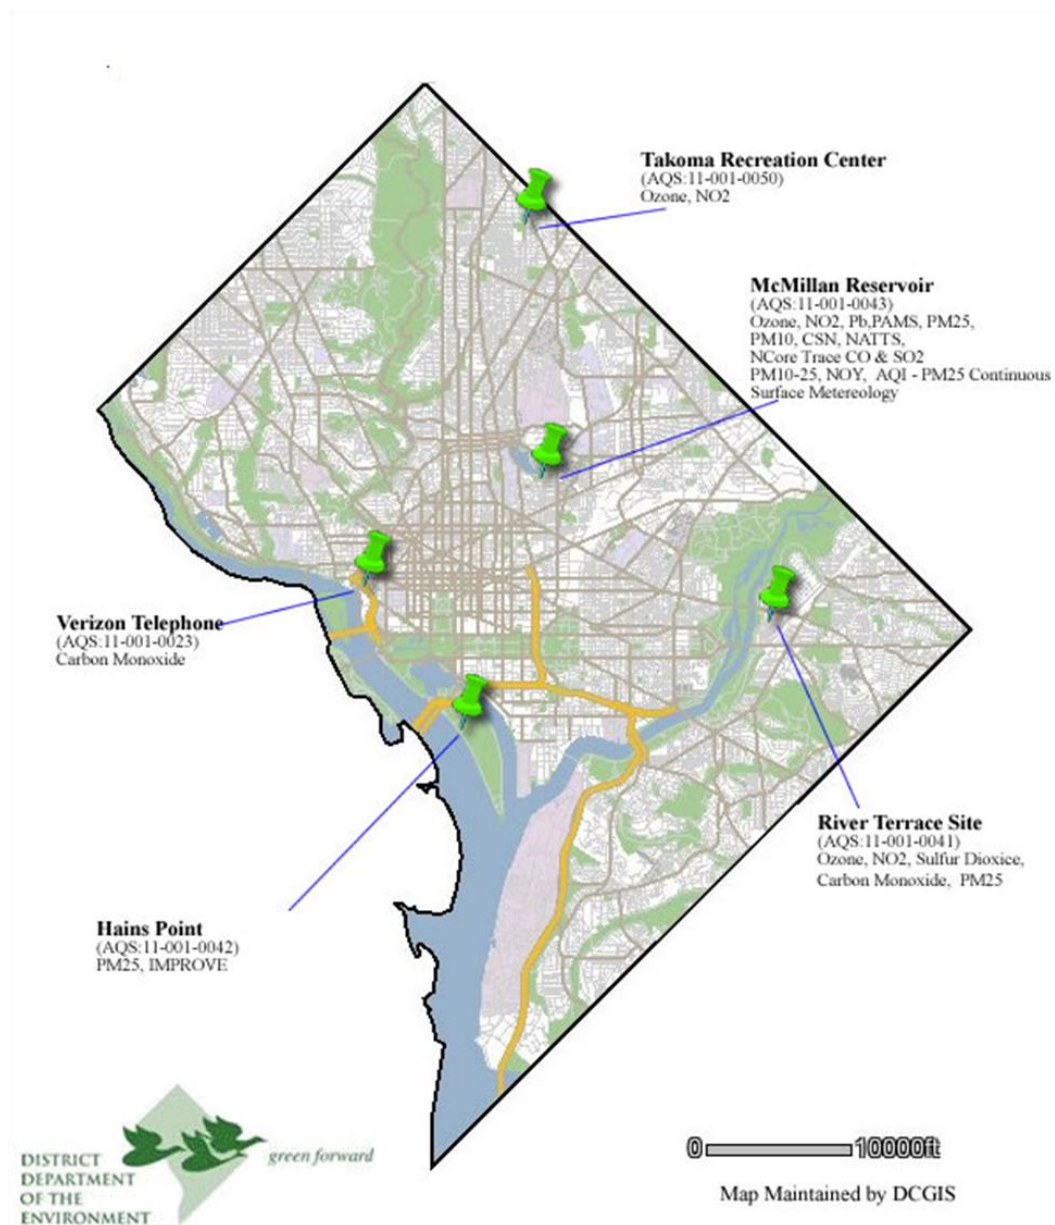 Takoma Recreation Center
(AQS:11-001-0050)
Ozone, NO2
McMillan Reservoir
(AQS:11-001-0043)
Ozone, NO2, Pb,PAMS, PM25,
PM10, CSN, NATTS,
NCore Trace CO & SO2
PM10-25, NOY, AQI - PM25 Continuous
Surface Metereology
Verizon Telephone
(AQS:11-001-0023)
Carbon Monoxide
River Terrace Site
(AQS:11-001-0041)
Ozone, NO2, Sulfur Dioxice,
Carbon Monoxide, PM25
Hains Point
(AQS:11-001-0042)
PM25, IMPROVE
green forward
DISTRICT
DEPARTMENT
OF THE
ENVIRONMENT
0 10000ft
Map Maintained by DCGIS